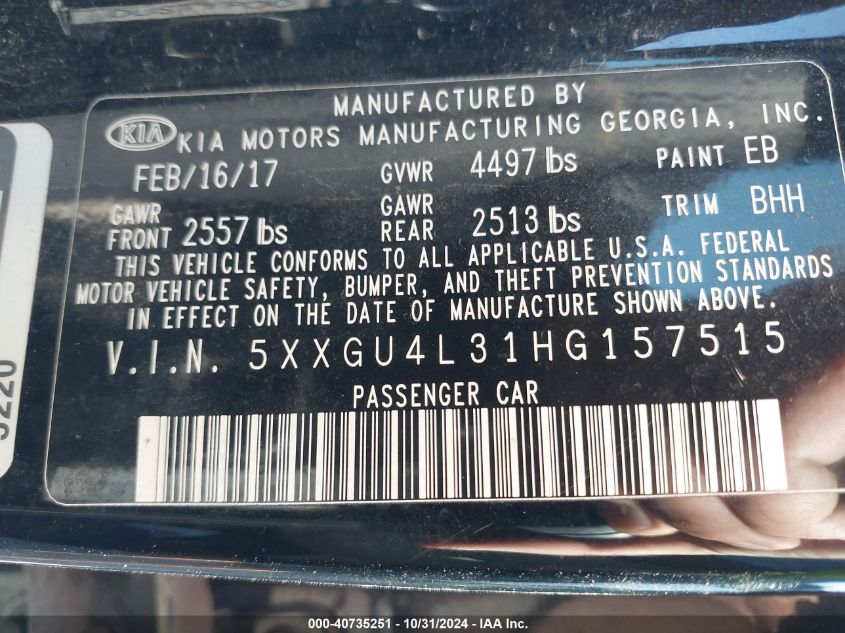 MANUFACTURED BY
KIA KIA MOTORS MANUFACTURING GEORGIA, INC.
FEB/16/17 GVWR 4497 lbs PAINT EB
GAWR FRONT 2557 lbs GAWR REAR 2513 lbs TRIM BHH
THIS VEHICLE CONFORMS TO ALL APPLICABLE U.S.A. FEDERAL
MOTOR VEHICLE SAFETY, BUMPER, AND THEFT PREVENTION STANDARDS
IN EFFECT ON THE DATE OF MANUFACTURE SHOWN ABOVE.
V.I.N. 5XXGU4L31HG157515
PASSENGER CAR
000-40735251 - 10/31/2024 - IAA Inc.